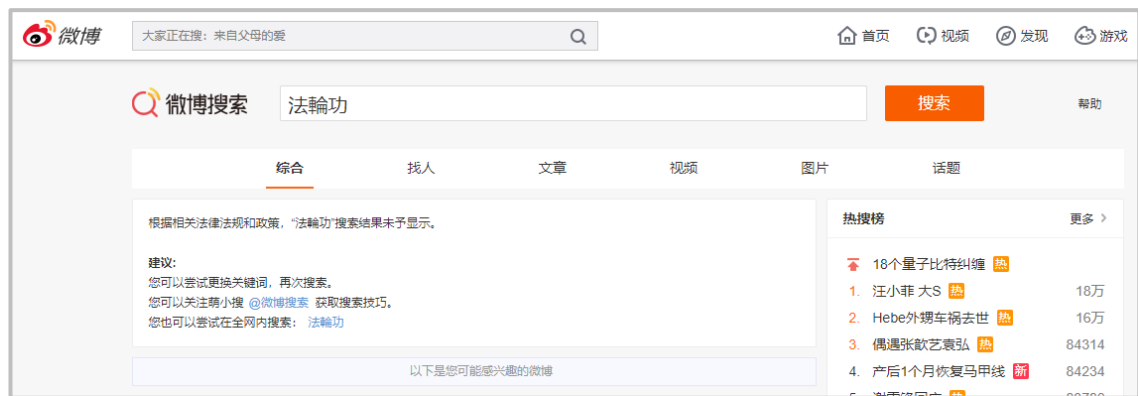 微博
大家正在搜：来自父母的爱
首页 视频 发现 游戏
微博搜索
法輪功
搜索
帮助
综合 找人 文章 视频 图片 话题
根据相关法律法规和政策，“法輪功”搜索结果未予显示。
建议：
您可以尝试更换关键词，再次搜索。
您可以关注萌小搜 @微博搜索 获取搜索技巧。
您也可以尝试在全网内搜索： 法輪功
以下是您可能感兴趣的微博
热搜榜 更多
18个量子比特纠缠 热
1. 汪小菲 大S 热 18万
2. Hebe外甥车祸去世 热 16万
3. 偶遇张歆艺袁弘 热 84314
4. 产后1个月恢复马甲线 新 84234